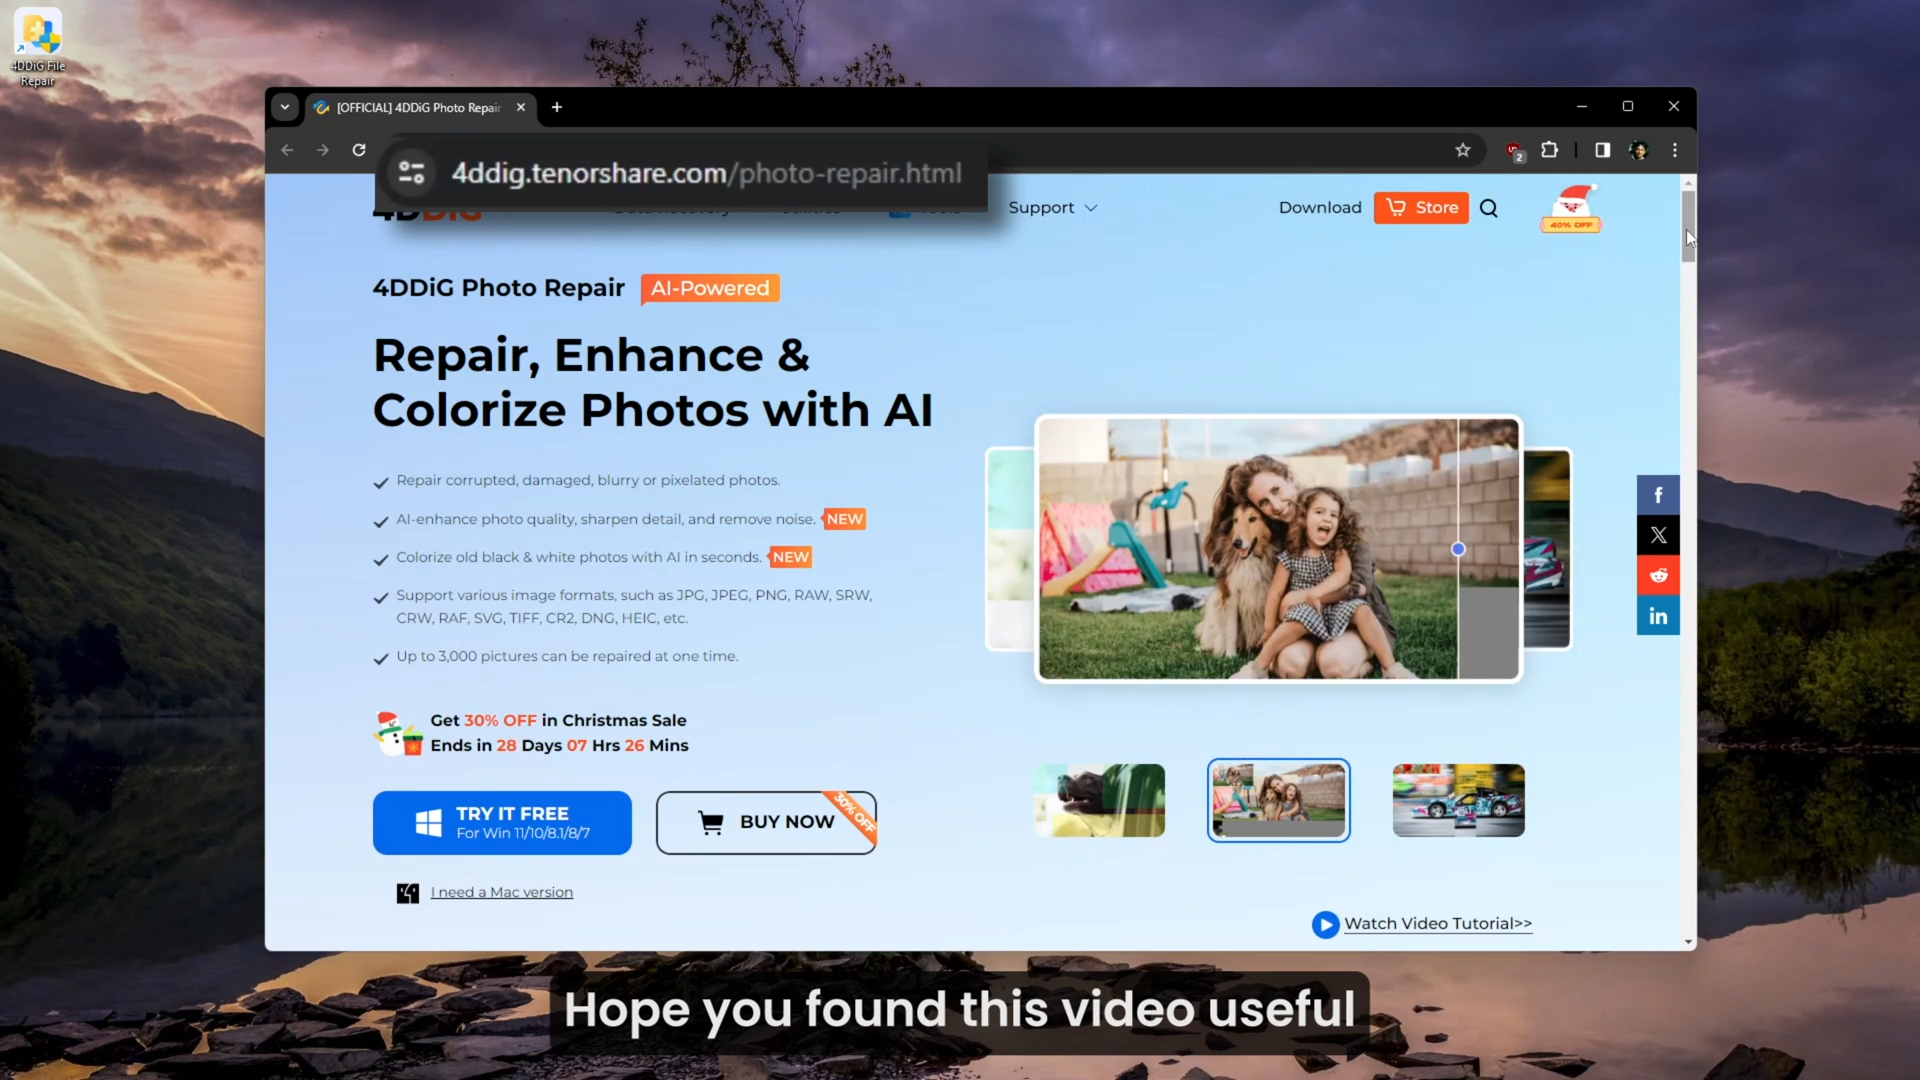 4DDiG File
Repair
[OFFICIAL] 4DDiG Photo Repair
4ddig.tenorshare.com/photo-repair.html
2
4DDiG
Support
Download
Store
40% OFF
4DDiG Photo Repair
AI-Powered
Repair, Enhance &
Colorize Photos with AI
Repair corrupted, damaged, blurry or pixelated photos.
AI-enhance photo quality, sharpen detail, and remove noise. NEW
Colorize old black & white photos with AI in seconds. NEW
Support various image formats, such as JPG, JPEG, PNG, RAW, SRW,
CRW, RAF, SVG, TIFF, CR2, DNG, HEIC, etc.
Up to 3,000 pictures can be repaired at one time.
Get 30% OFF in Christmas Sale
Ends in 28 Days 07 Hrs 26 Mins
TRY IT FREE
For Win 11/10/8.1/8/7
BUY NOW
30% OFF
I need a Mac version
Watch Video Tutorial>>
f
X
in
Hope you found this video useful